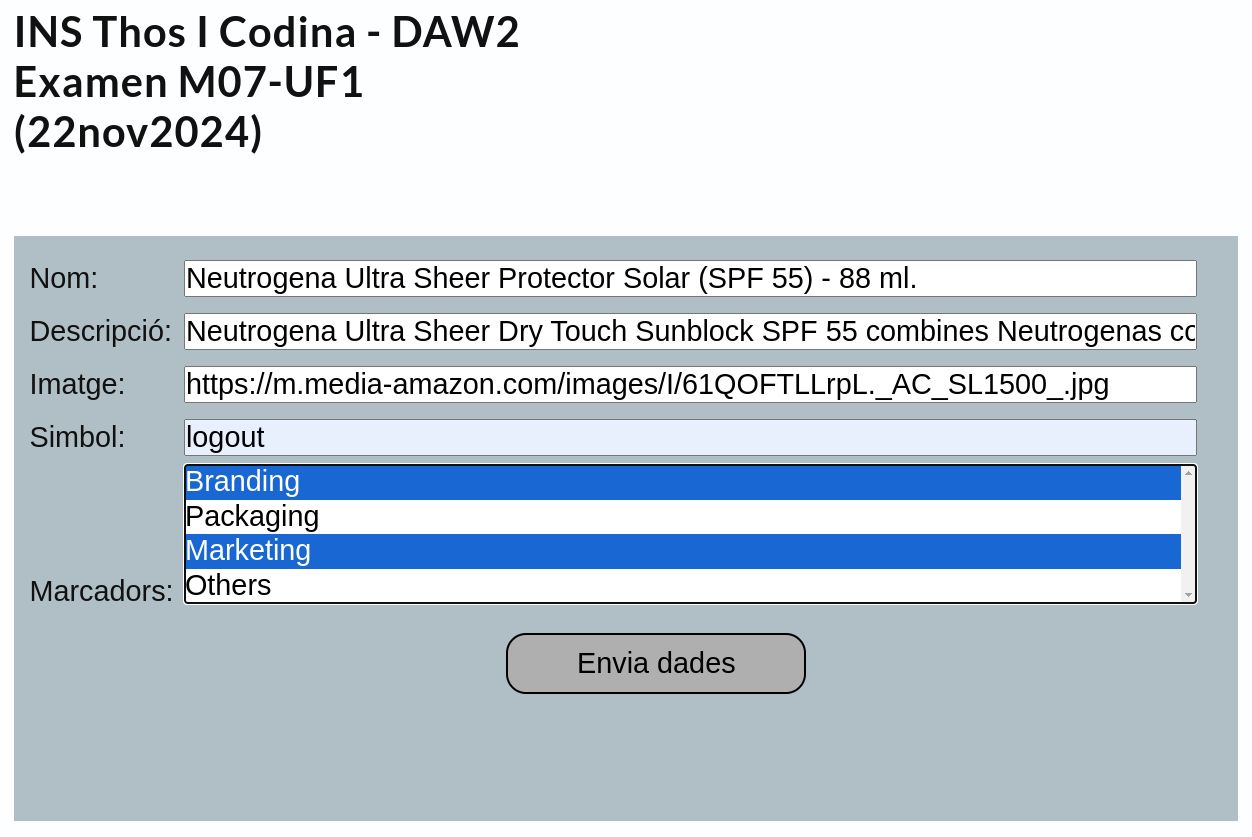 INS Thos I Codina - DAW2
Examen M07-UF1
(22nov2024)
Nom: Neutrogena Ultra Sheer Protector Solar (SPF 55) - 88 ml.
Descripció: Neutrogena Ultra Sheer Dry Touch Sunblock SPF 55 combines Neutrogenas co
Imatge: https://m.media-amazon.com/images/I/61QOFTLLrpL._AC_SL1500_.jpg
Simbol: logout
Branding
Packaging
Marketing
Marcadors: Others
Envia dades